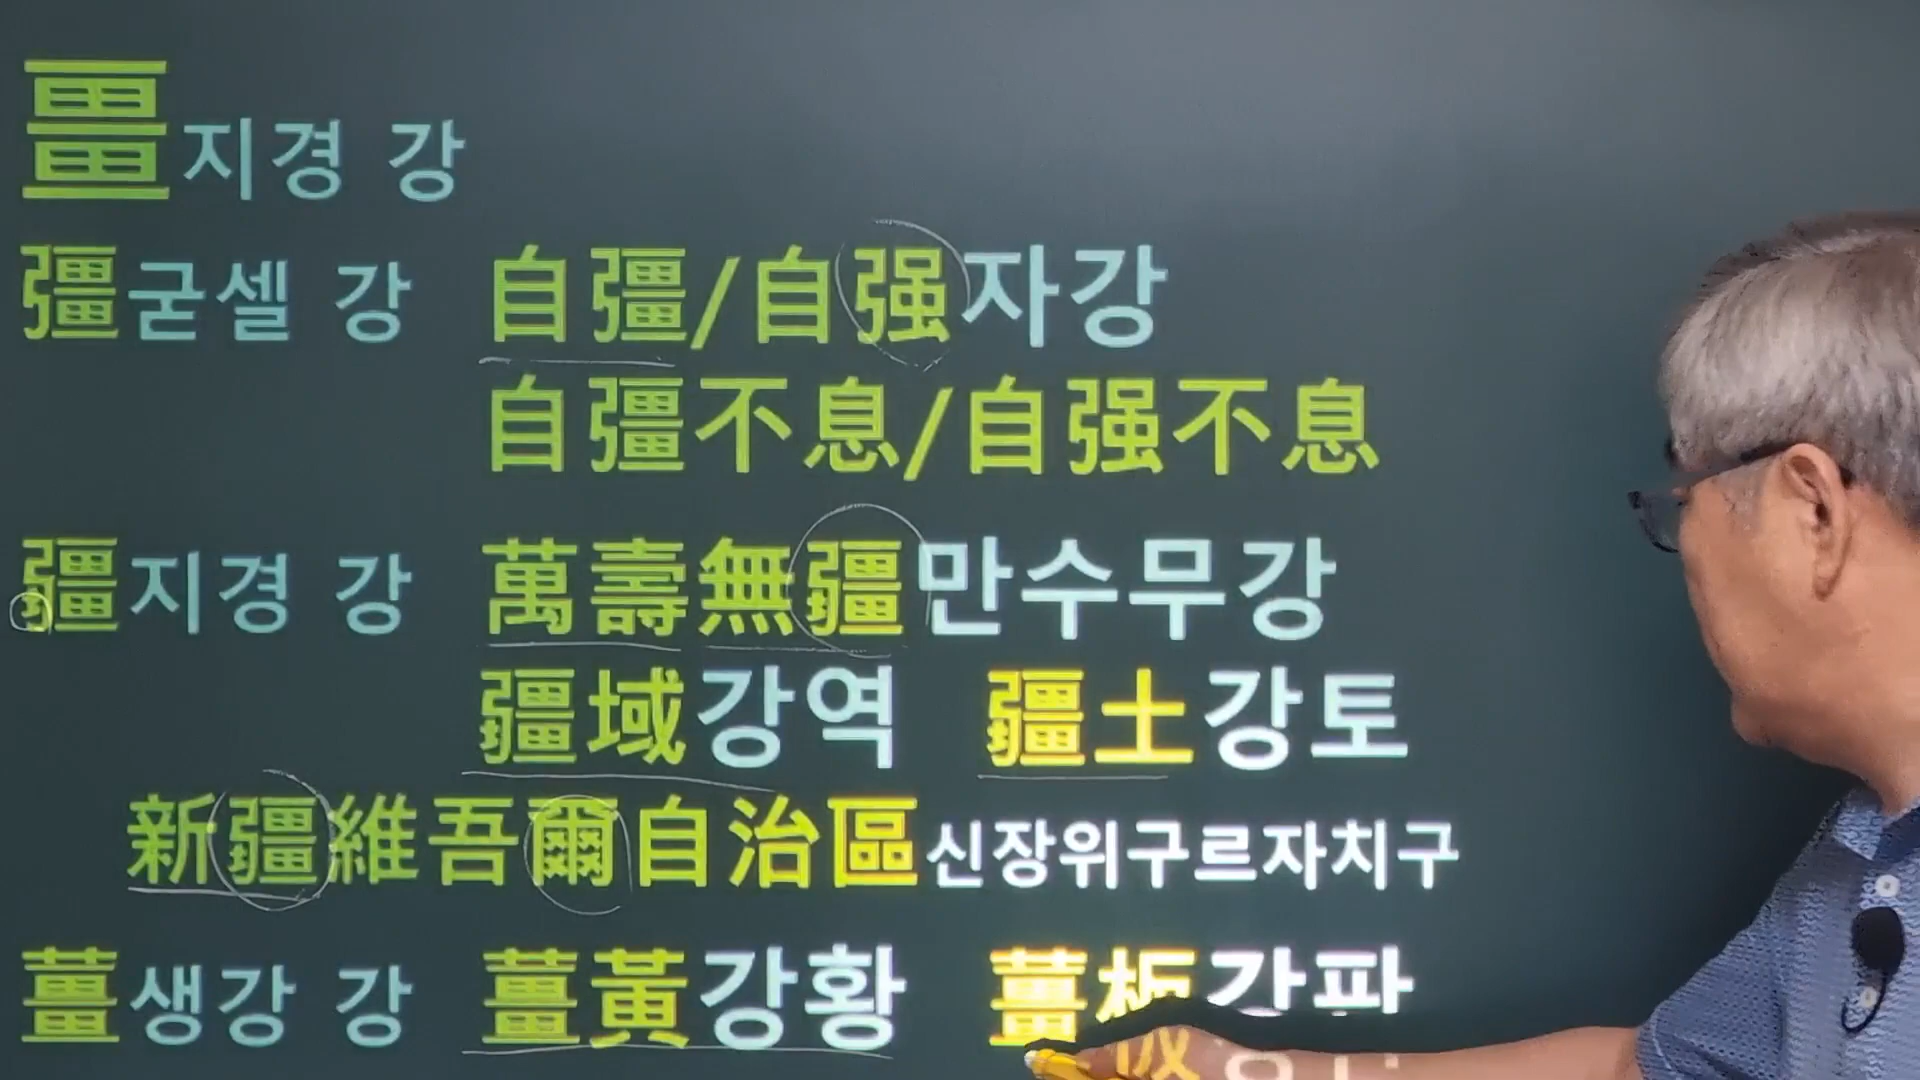 畺지경 강
彊굳셀 강 自彊/自强자강
自彊不息/自强不息
疆지경 강 萬壽無疆만수무강
疆域강역 疆土강토
新疆維吾爾自治區신장위구르자치구
薑생강 강 薑黃강황 薑板강판